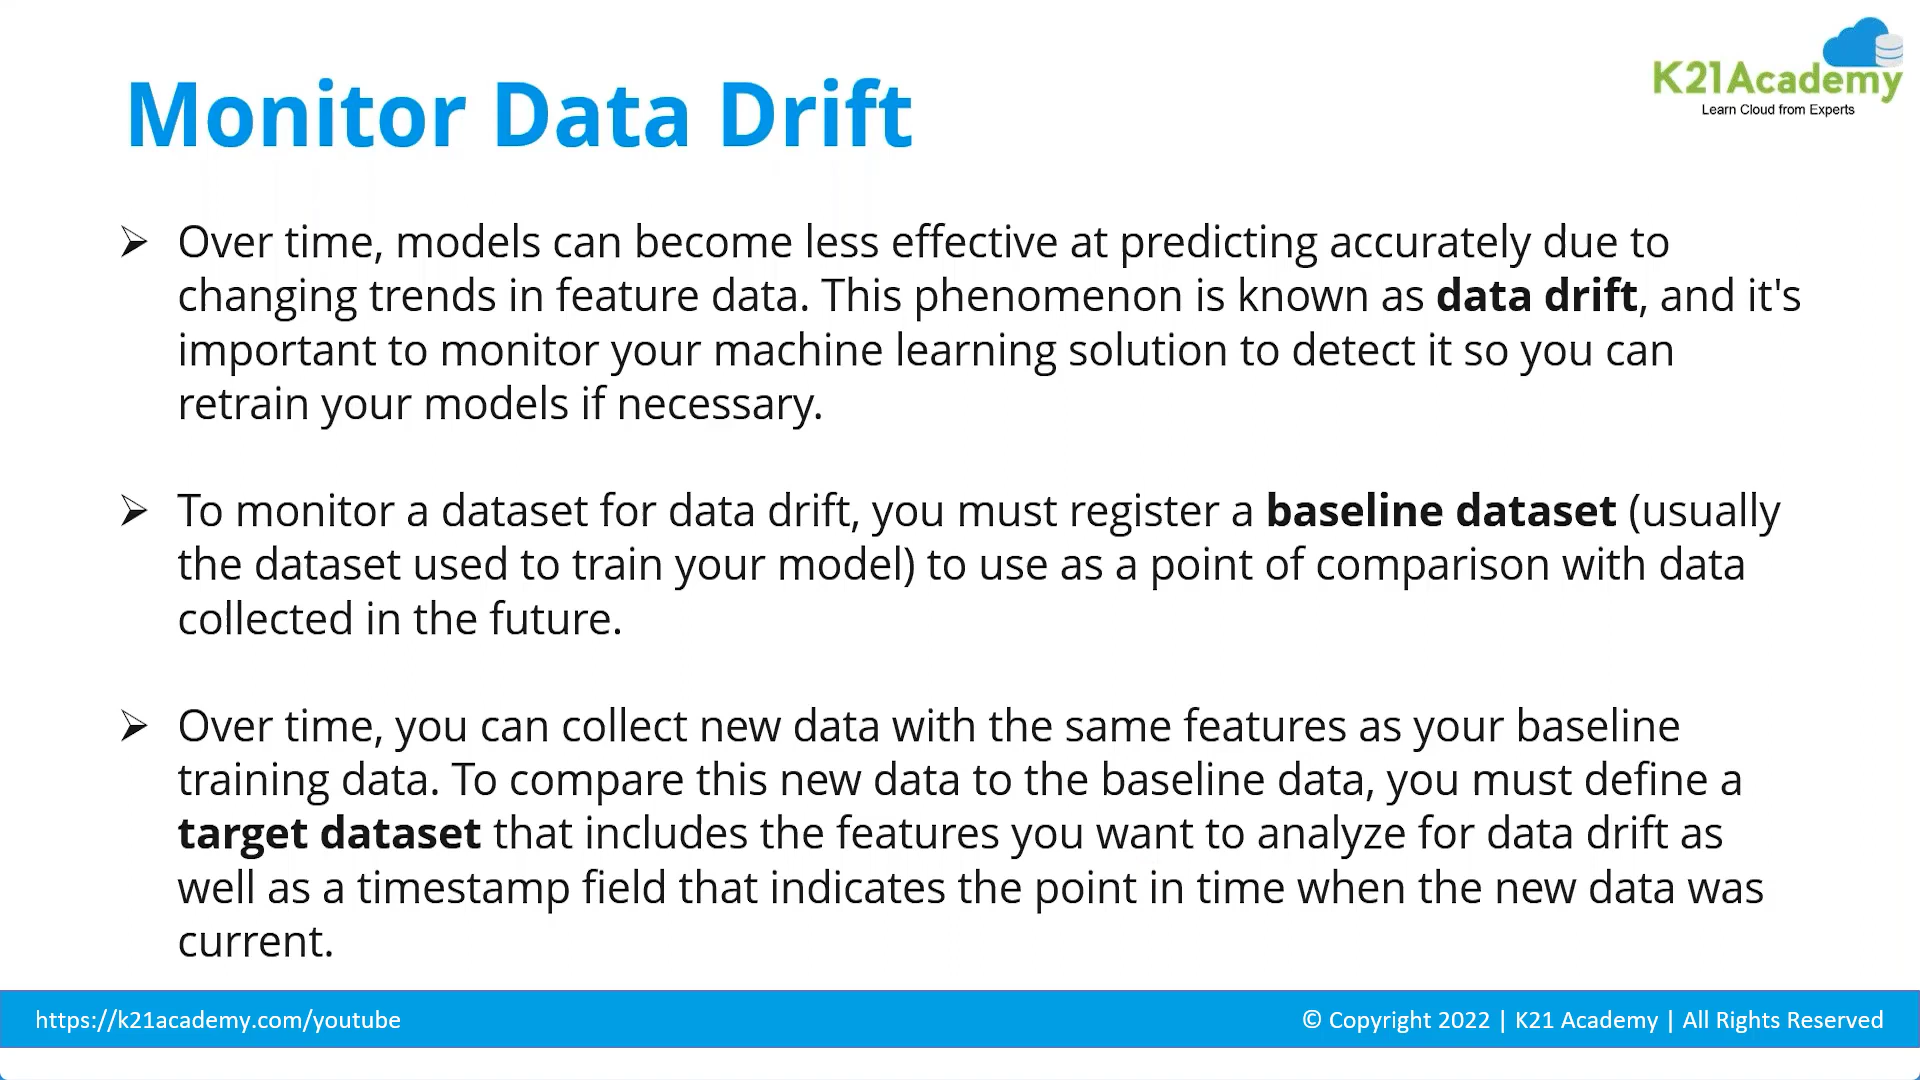 K21Academy
Learn Cloud from Experts
Monitor Data Drift
➢ Over time, models can become less effective at predicting accurately due to
changing trends in feature data. This phenomenon is known as data drift, and it's
important to monitor your machine learning solution to detect it so you can
retrain your models if necessary.
➢ To monitor a dataset for data drift, you must register a baseline dataset (usually
the dataset used to train your model) to use as a point of comparison with data
collected in the future.
➢ Over time, you can collect new data with the same features as your baseline
training data. To compare this new data to the baseline data, you must define a
target dataset that includes the features you want to analyze for data drift as
well as a timestamp field that indicates the point in time when the new data was
current.
https://k21academy.com/youtube
© Copyright 2022 | K21 Academy | All Rights Reserved